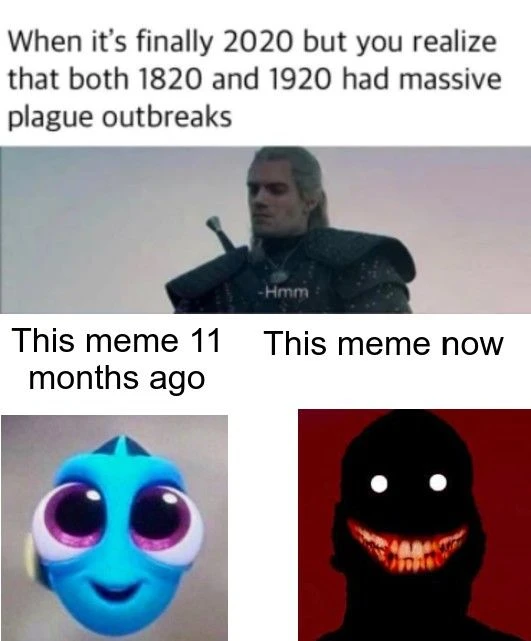 When it's finally 2020 but you realize
that both 1820 and 1920 had massive
plague outbreaks
-Hmm
This meme 11
months ago
This meme now